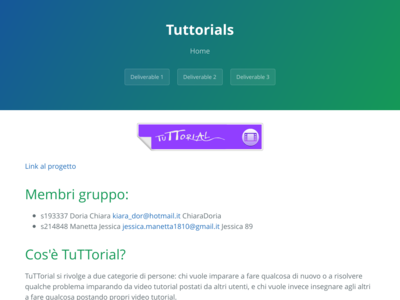 Tuttorials
Home
Deliverable 1 Deliverable 2 Deliverable 3
TuTTorIAL
Link al progetto
Membri gruppo:
s193337 Doria Chiara kiara_dor@hotmail.it ChiaraDoria
s214848 Manetta Jessica jessica.manetta1810@gmail.it Jessica 89
Cos'è TuTTorial?
TuTTorial si rivolge a due categorie di persone: chi vuole imparare a fare qualcosa di nuovo o a risolvere
qualche problema imparando da video tutorial postati da altri utenti, e chi vuole invece insegnare agli altri
a fare qualcosa postando propri video tutorial.